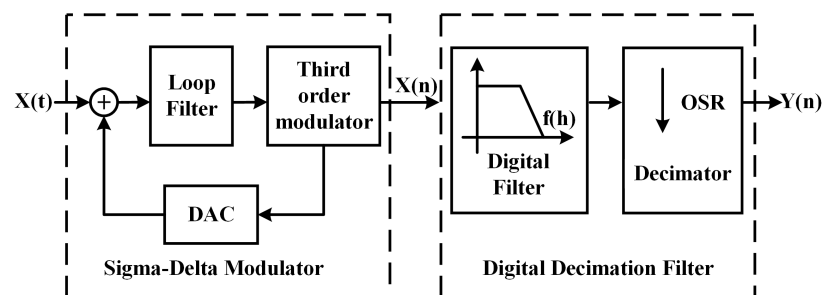 X(t)
+
Loop
Filter
Third
order
modulator
X(n)
DAC
Sigma-Delta Modulator
f(h)
Digital
Filter
OSR
Decimator
Y(n)
Digital Decimation Filter